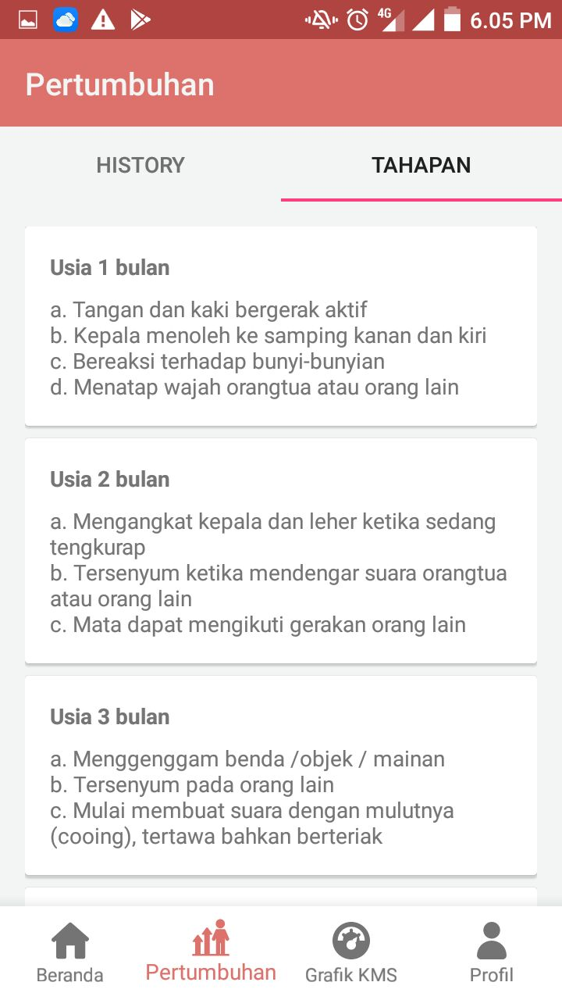 4G
6.05 PM
Pertumbuhan
HISTORY
TAHAPAN
Usia 1 bulan
a. Tangan dan kaki bergerak aktif
b. Kepala menoleh ke samping kanan dan kiri
c. Bereaksi terhadap bunyi-bunyian
d. Menatap wajah orangtua atau orang lain
Usia 2 bulan
a. Mengangkat kepala dan leher ketika sedang
tengkurap
b. Tersenyum ketika mendengar suara orangtua
atau orang lain
c. Mata dapat mengikuti gerakan orang lain
Usia 3 bulan
a. Menggenggam benda /objek / mainan
b. Tersenyum pada orang lain
c. Mulai membuat suara dengan mulutnya
(cooing), tertawa bahkan berteriak
Beranda
Pertumbuhan
Grafik KMS
Profil